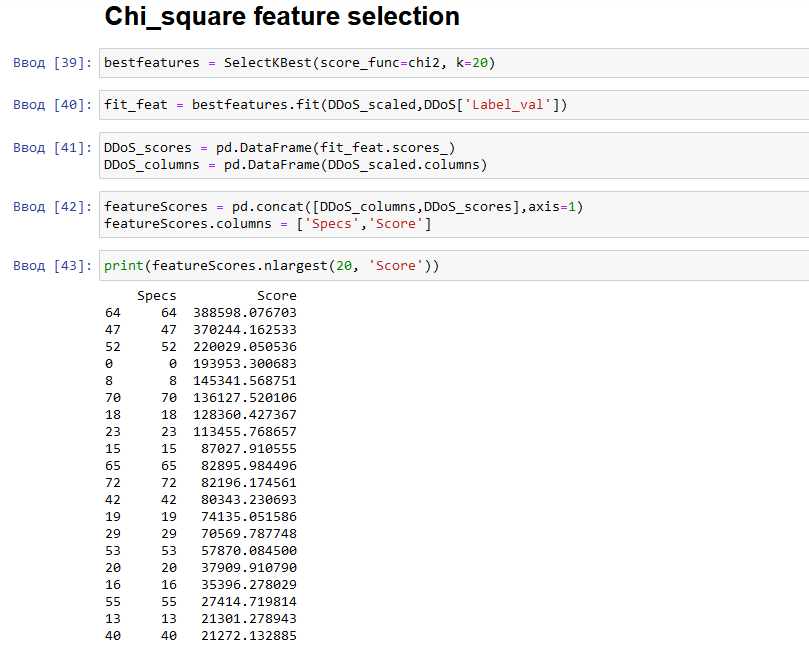 Chi_square feature selection
Ввод [39]: bestfeatures = SelectKBest(score_func=chi2, k=20)
Ввод [40]: fit_feat = bestfeatures.fit(DDoS_scaled,DDoS['Label_val'])
Ввод [41]: DDoS_scores = pd.DataFrame(fit_feat.scores_)
DDoS_columns = pd.DataFrame(DDoS_scaled.columns)
Ввод [42]: featureScores = pd.concat([DDoS_columns,DDoS_scores],axis=1)
featureScores.columns = ['Specs','Score']
Ввод [43]: print(featureScores.nlargest(20, 'Score'))
Specs Score
64 64 388598.076703
47 47 370244.162533
52 52 220029.050536
0 0 193953.300683
8 8 145341.568751
70 70 136127.520106
18 18 128360.427367
23 23 113455.768657
15 15 87027.910555
65 65 82895.984496
72 72 82196.174561
42 42 80343.230693
19 19 74135.051586
29 29 70569.787748
53 53 57870.084500
20 20 37909.910790
16 16 35396.278029
55 55 27414.719814
13 13 21301.278943
40 40 21272.132885